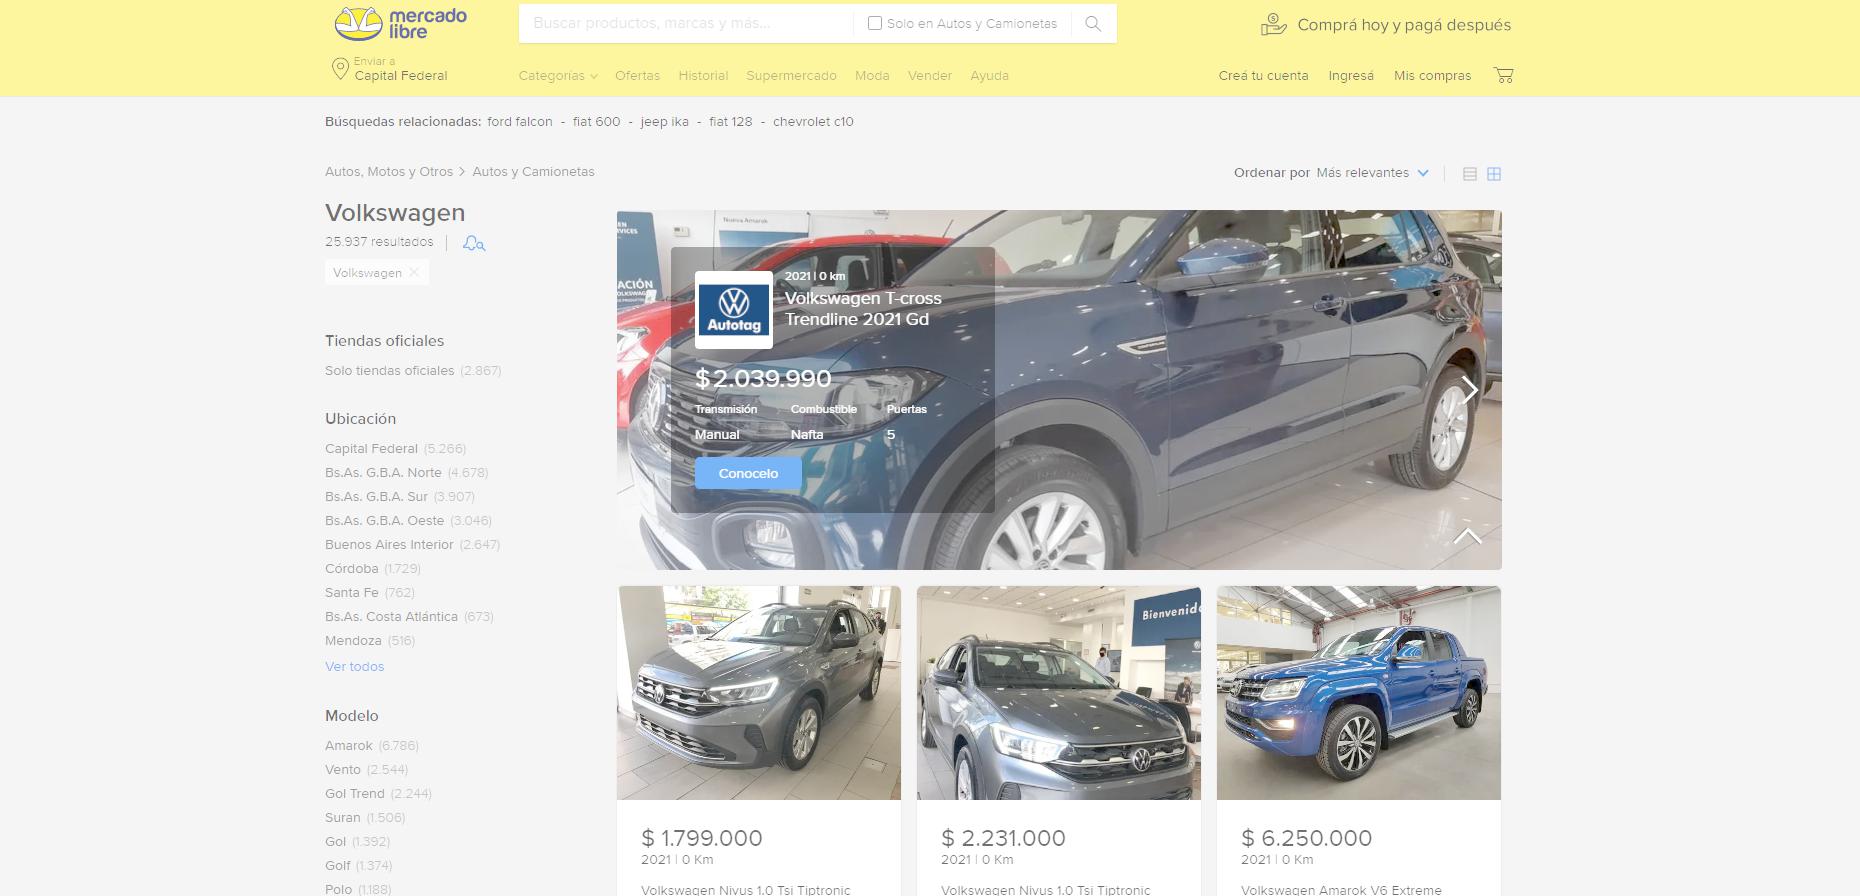 mercado
libre
Buscar productos, marcas y más...
Solo en Autos y Camionetas
Comprá hoy y pagá después
Enviar a
Capital Federal
Categorías Ofertas Historial Supermercado Moda Vender Ayuda
Creá tu cuenta Ingresá Mis compras
Búsquedas relacionadas: ford falcon - fiat 600 - jeep ika - fiat 128 - chevrolet c10
Autos, Motos y Otros > Autos y Camionetas
Ordenar por Más relevantes
Volkswagen
25.937 resultados
Volkswagen
Tiendas oficiales
Solo tiendas oficiales (2.867)
Ubicación
Capital Federal (5.266)
Bs.As. G.B.A. Norte (4.678)
Bs.As. G.B.A. Sur (3.907)
Bs.As. G.B.A. Oeste (3.046)
Buenos Aires Interior (2.647)
Córdoba (1.729)
Santa Fe (762)
Bs.As. Costa Atlántica (673)
Mendoza (516)
Ver todos
Modelo
Amarok (6.786)
Vento (2.544)
Gol Trend (2.244)
Suran (1.506)
Gol (1.392)
Golf (1.374)
Polo (1.188)
Nueva Amarok
Autotag
2021 | 0 km
Volkswagen T-cross
Trendline 2021 Gd
$ 2.039.990
Transmisión Combustible Puertas
Manual Nafta 5
Conocelo
Bienvenido
$ 1.799.000
2021 | 0 Km
Volkswagen Nivus 1.0 Tsi Tiptronic
$ 2.231.000
2021 | 0 Km
Volkswagen Nivus 1.0 Tsi Tiptronic
$ 6.250.000
2021 | 0 Km
Volkswagen Amarok V6 Extreme